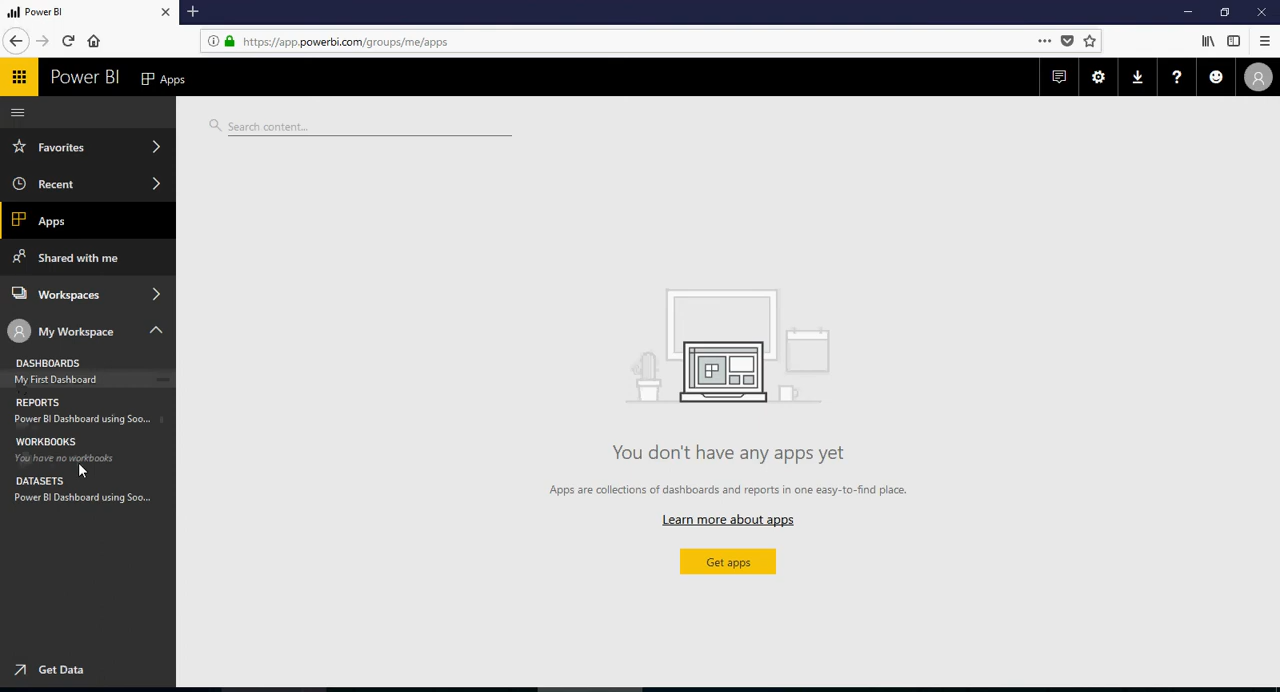 Power BI
https://app.powerbi.com/groups/me/apps
Power BI Apps
Search content...
Favorites
Recent
Apps
Shared with me
Workspaces
My Workspace
DASHBOARDS
My First Dashboard
REPORTS
Power BI Dashboard using Soo...
WORKBOOKS
You have no workbooks
DATASETS
Power BI Dashboard using Soo...
Get Data
You don't have any apps yet
Apps are collections of dashboards and reports in one easy-to-find place.
Learn more about apps
Get apps